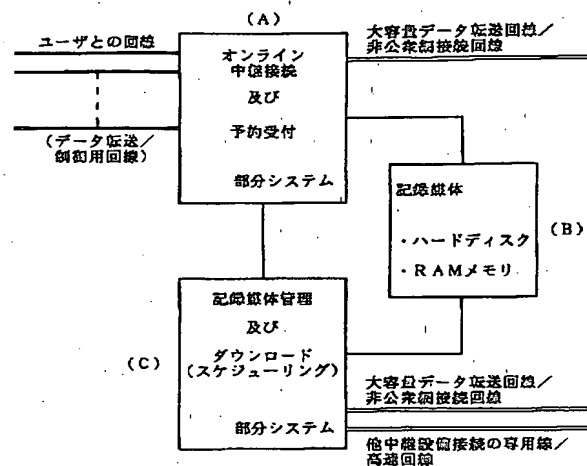 (A)
ユーザとの回線
(データ転送/
制御用回線)
オンライン
中継接続
及び
予約受付
部分システム
大容量データ転送回線/
非公衆網接続回線
記録媒体
・ハードディスク
・RAMメモリ
(B)
(C)
記録媒体管理
及び
ダウンロード
(スケジューリング)
部分システム
大容量データ転送回線/
非公衆網接続回線
他中継設備接続の専用線/
高速回線